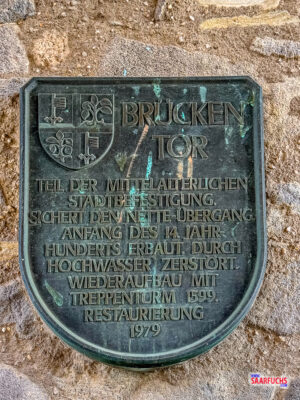 BRÜCKEN
TOR
TEIL DER MITTELALTERLICHEN
STADTBEFESTIGUNG.
SICHERT DEN NETTE-ÜBERGANG.
ANFANG DES 14. JAHR-
HUNDERTS ERBAUT. DURCH
HOCHWASSER ZERSTÖRT.
WIEDERAUFBAU MIT
TREPPENTURM 1599.
RESTAURIERUNG
1979
SAARFUCHS